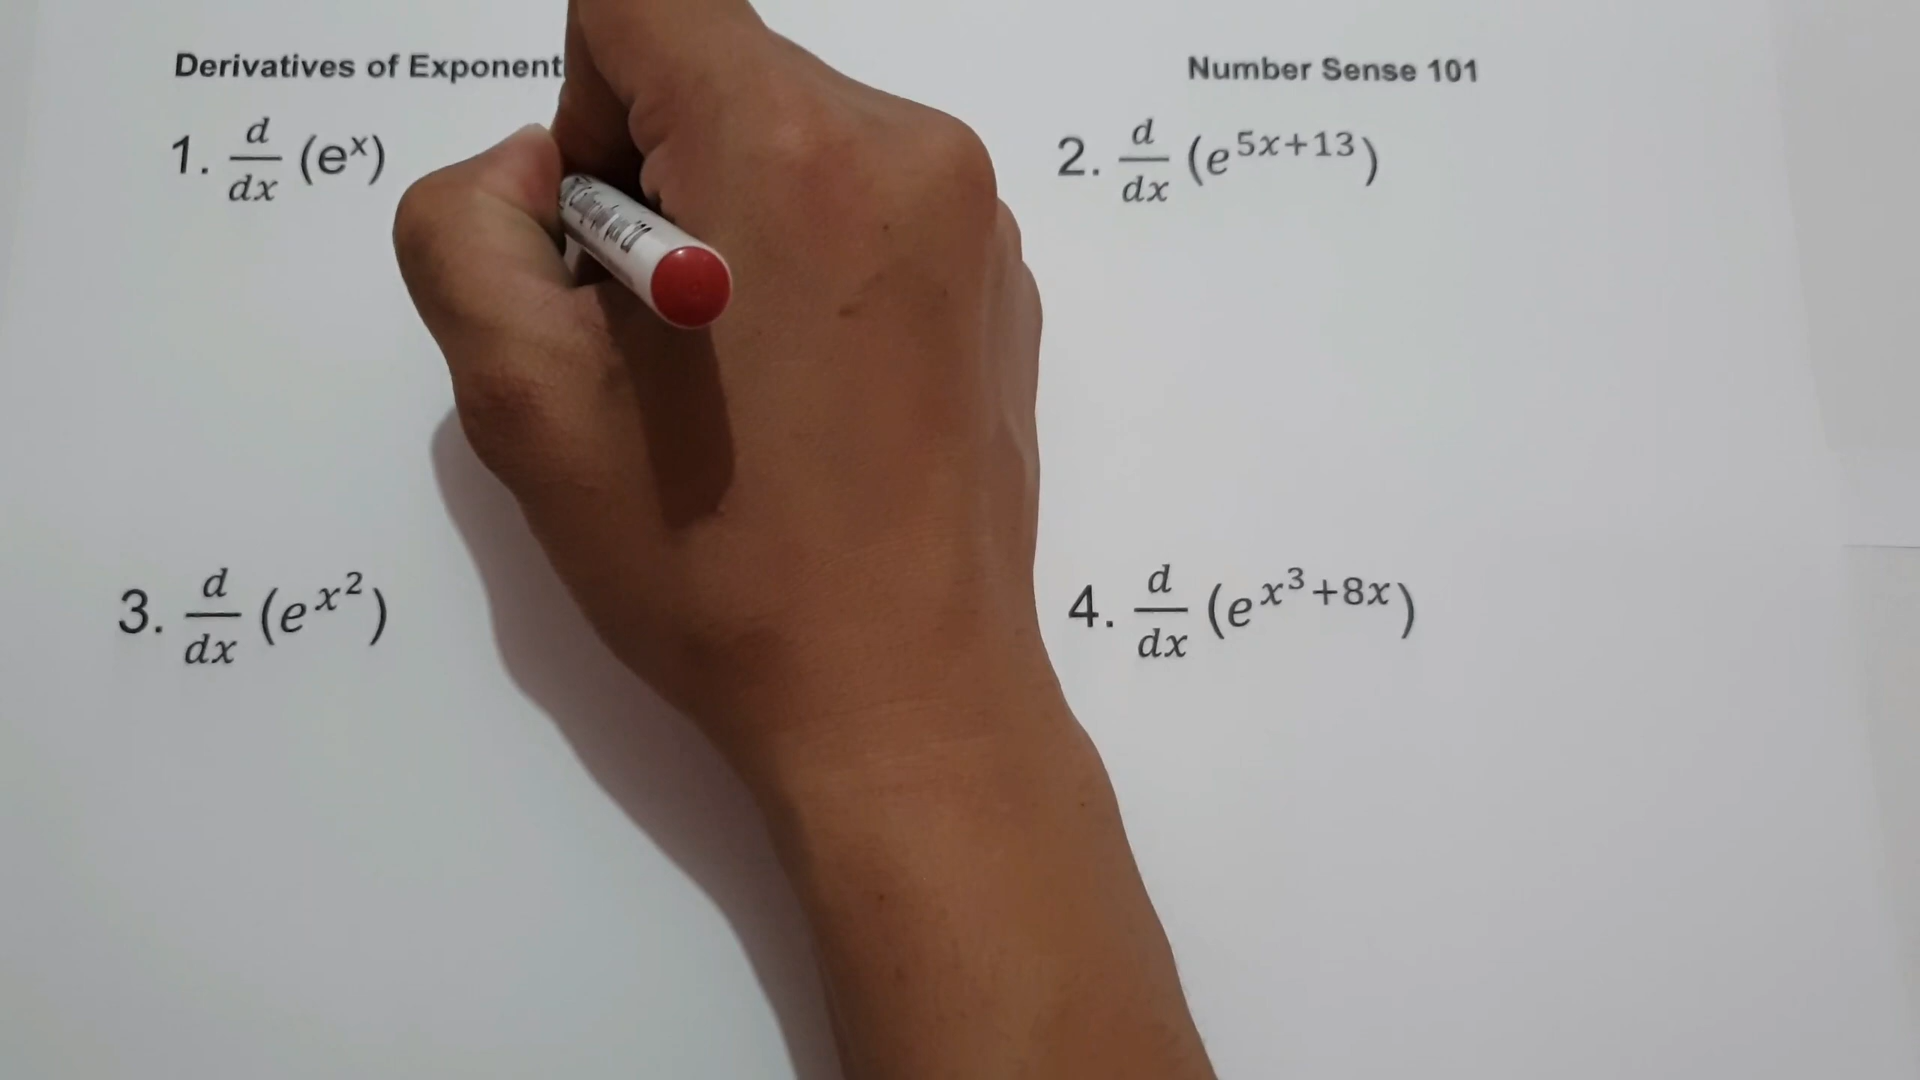 Derivatives of Exponent
Number Sense 101
1. d/dx (eˣ)
2. d/dx (e⁵ˣ⁺¹³)
3. d/dx (e^x²)
4. d/dx (e^x³+8x)